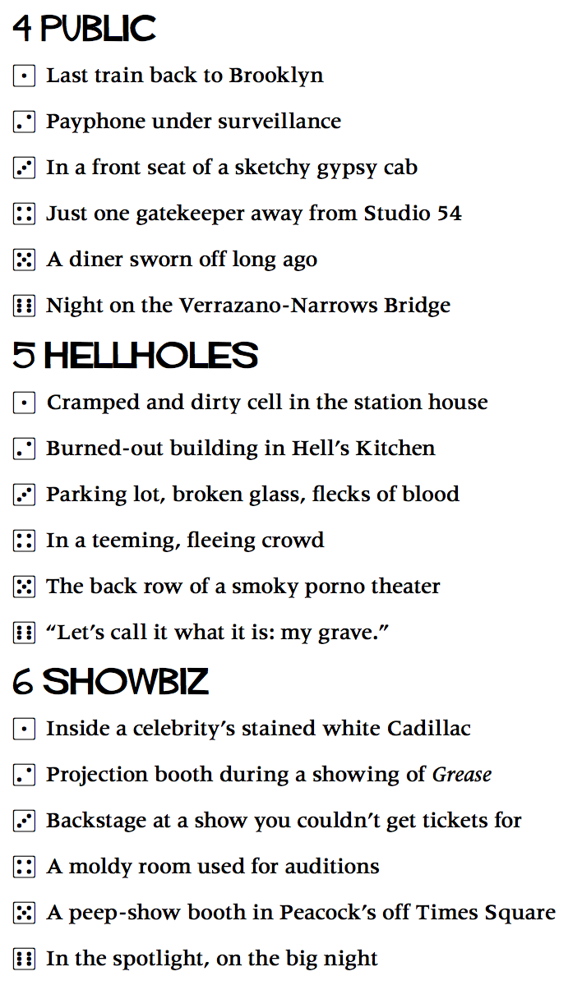 4 PUBLIC
Last train back to Brooklyn
Payphone under surveillance
In a front seat of a sketchy gypsy cab
Just one gatekeeper away from Studio 54
A diner sworn off long ago
Night on the Verrazano-Narrows Bridge
5 HELLHOLES
Cramped and dirty cell in the station house
Burned-out building in Hell’s Kitchen
Parking lot, broken glass, flecks of blood
In a teeming, fleeing crowd
The back row of a smoky porno theater
“Let’s call it what it is: my grave.”
6 SHOWBIZ
Inside a celebrity’s stained white Cadillac
Projection booth during a showing of Grease
Backstage at a show you couldn’t get tickets for
A moldy room used for auditions
A peep-show booth in Peacock’s off Times Square
In the spotlight, on the big night